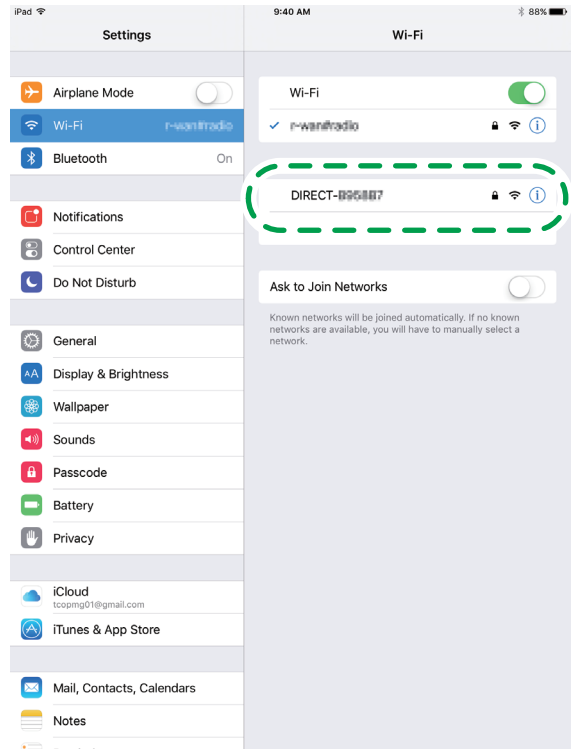 iPad 9:40 AM 88%
Settings
Wi-Fi
Airplane Mode
Wi-Fi
Bluetooth On
Notifications
Control Center
Do Not Disturb
General
AA Display & Brightness
Wallpaper
Sounds
Passcode
Battery
Privacy
iCloud
tcopmg01@gmail.com
iTunes & App Store
Mail, Contacts, Calendars
Notes
Wi-Fi
DIRECT-
Ask to Join Networks
Known networks will be joined automatically. If no known
networks are available, you will have to manually select a
network.